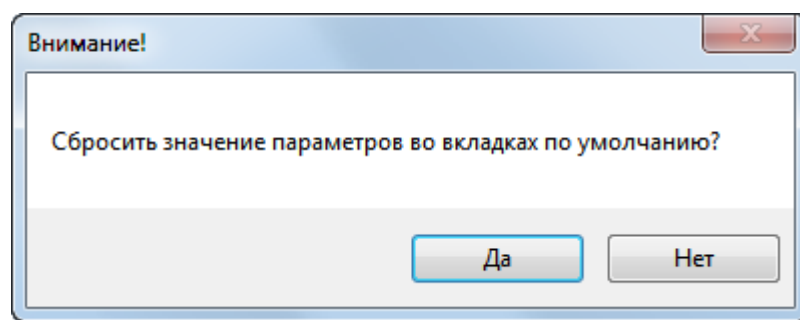 Внимание!
Сбросить значение параметров во вкладках по умолчанию?
Да
Нет